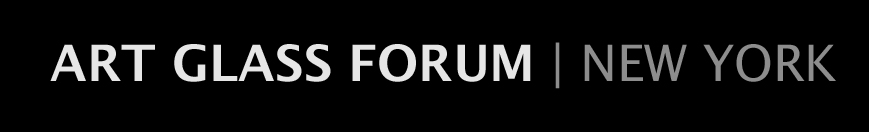 ART GLASS FORUM | NEW YORK